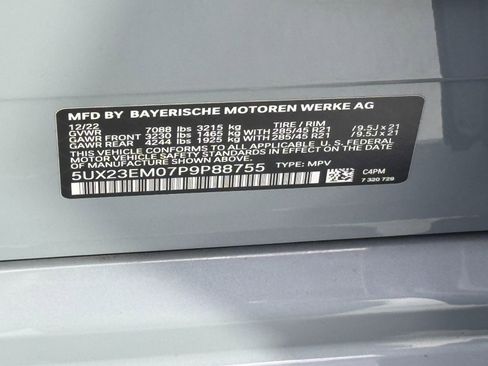 MFD BY BAYERISCHE MOTOREN WERKE AG
12/22 TIRE / RIM
GVWR 7088 lbs 3215 kg
GAWR FRONT 3230 lbs 1465 kg WITH 285/45 R21 /9.5J x 21
GAWR REAR 4244 lbs 1925 kg WITH 285/45 R21 /9.5J x 21
THIS VEHICLE CONFORMS TO ALL APPLICABLE U.S. FEDERAL
MOTOR VEHICLE SAFETY STANDARDS IN EFFECT ON THE DATE
OF MANUFACTURE SHOWN ABOVE.
5UX23EM07P9P88755 TYPE: MPV
C4PM
7 320 729